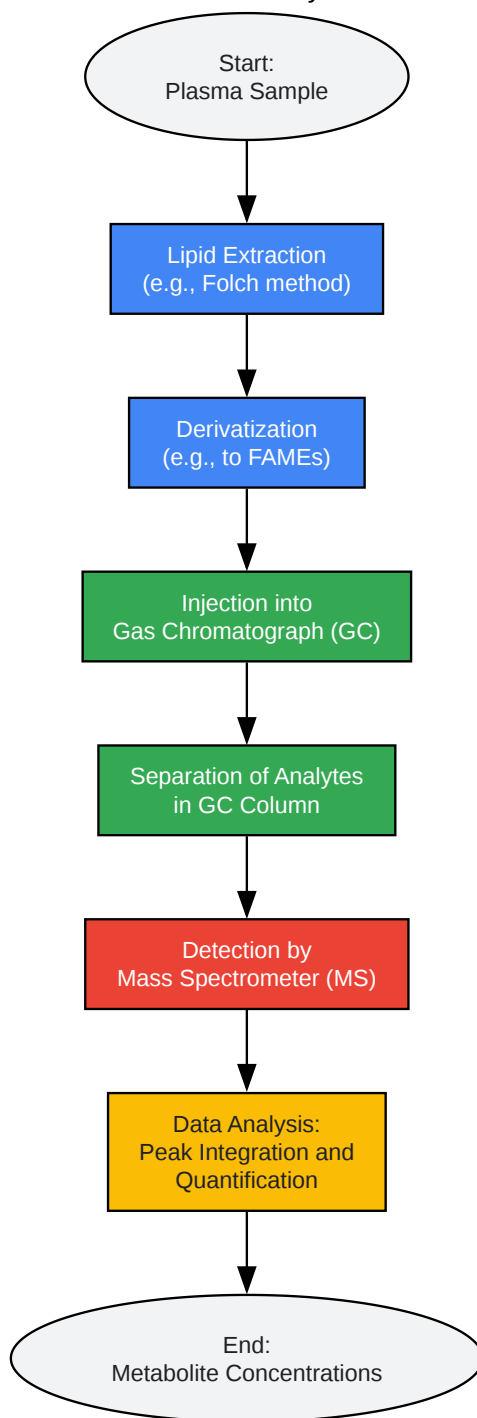 Start:
Plasma Sample
Lipid Extraction
(e.g., Folch method)
Derivatization
(e.g., to FAMEs)
Injection into
Gas Chromatograph (GC)
Separation of Analytes
in GC Column
Detection by
Mass Spectrometer (MS)
Data Analysis:
Peak Integration and
Quantification
End:
Metabolite Concentrations